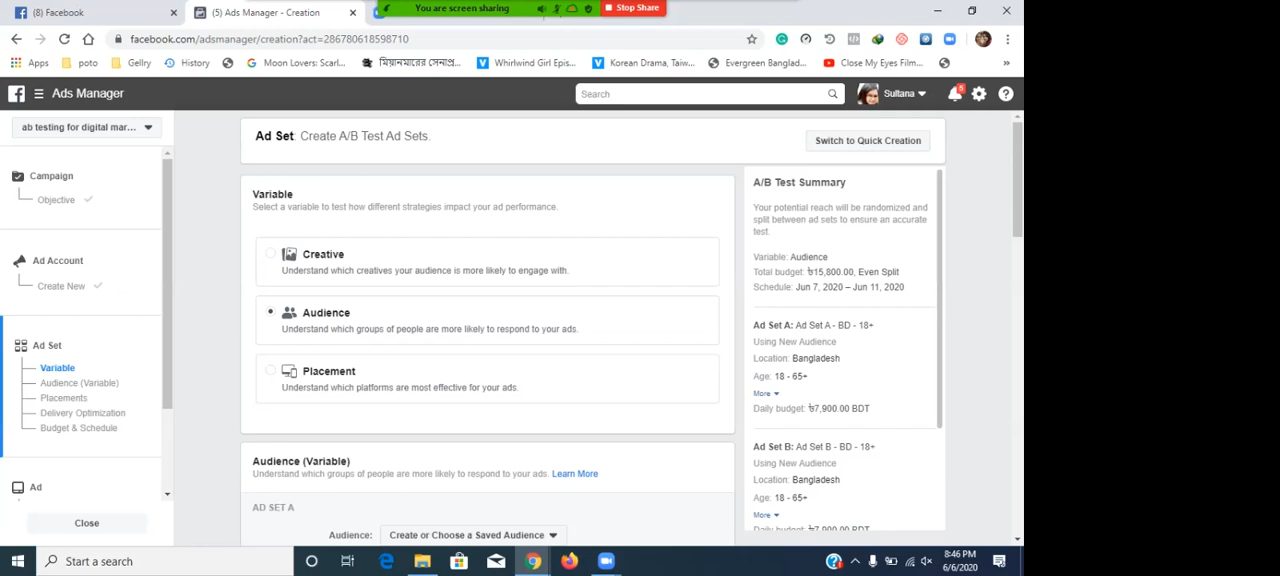 (8) Facebook
(5) Ads Manager - Creation
You are screen sharing
Stop Share
facebook.com/adsmanager/creation?act=286780618598710
Apps
poto
Gellry
History
Moon Lovers: Scarl...
মিয়ানমারের সেনাপ্র...
Whirlwind Girl Epis...
Korean Drama, Taiw...
Evergreen Banglad...
Close My Eyes Film...
Ads Manager
Search
Sultana
5
ab testing for digital mar...
Campaign
Objective
Ad Account
Create New
Ad Set
Variable
Audience (Variable)
Placements
Delivery Optimization
Budget & Schedule
Ad
Close
Ad Set: Create A/B Test Ad Sets.
Switch to Quick Creation
Variable
Select a variable to test how different strategies impact your ad performance.
Creative
Understand which creatives your audience is more likely to engage with.
Audience
Understand which groups of people are more likely to respond to your ads.
Placement
Understand which platforms are most effective for your ads.
Audience (Variable)
Understand which groups of people are more likely to respond to your ads. Learn More
AD SET A
Audience: Create or Choose a Saved Audience
A/B Test Summary
Your potential reach will be randomized and
split between ad sets to ensure an accurate
test.
Variable: Audience
Total budget: ৳15,800.00, Even Split
Schedule: Jun 7, 2020 – Jun 11, 2020
Ad Set A: Ad Set A - BD - 18+
Using New Audience
Location: Bangladesh
Age: 18 - 65+
More
Daily budget: ৳7,900.00 BDT
Ad Set B: Ad Set B - BD - 18+
Using New Audience
Location: Bangladesh
Age: 18 - 65+
More
Daily budget: ৳7,900.00 BDT
Start a search
8:46 PM
6/6/2020